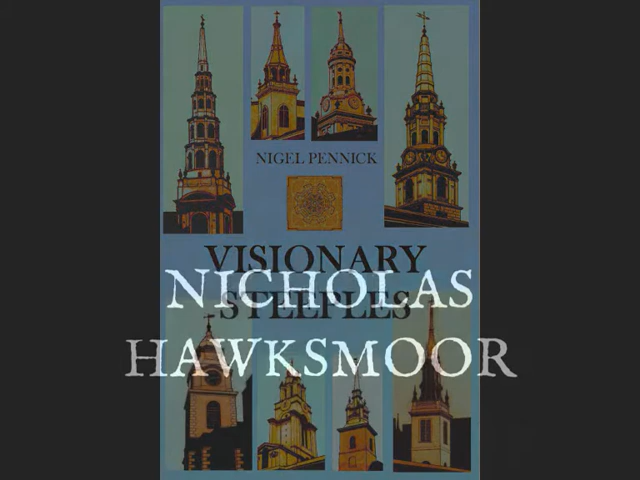 NIGEL PENNICK
VISIONARY
NICHOLAS
STEEPLES
HAWKSMOOR